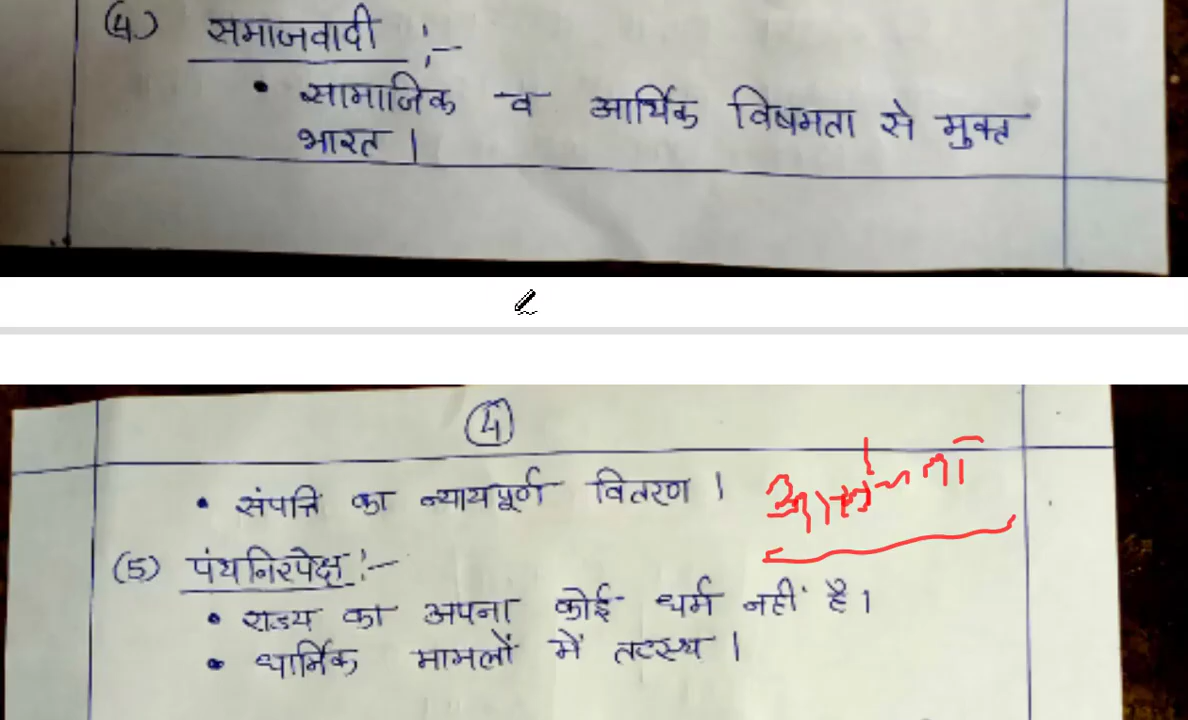 (4) समाजवादी :-
• सामाजिक व आर्थिक विषमता से मुक्त
भारत ।
4
• संपत्ति का न्यायपूर्ण वितरण ।
(5) पंथनिरपेक्ष :-
• राज्य का अपना कोई धर्म नहीं है ।
• धार्मिक मामलों में तटस्थ ।